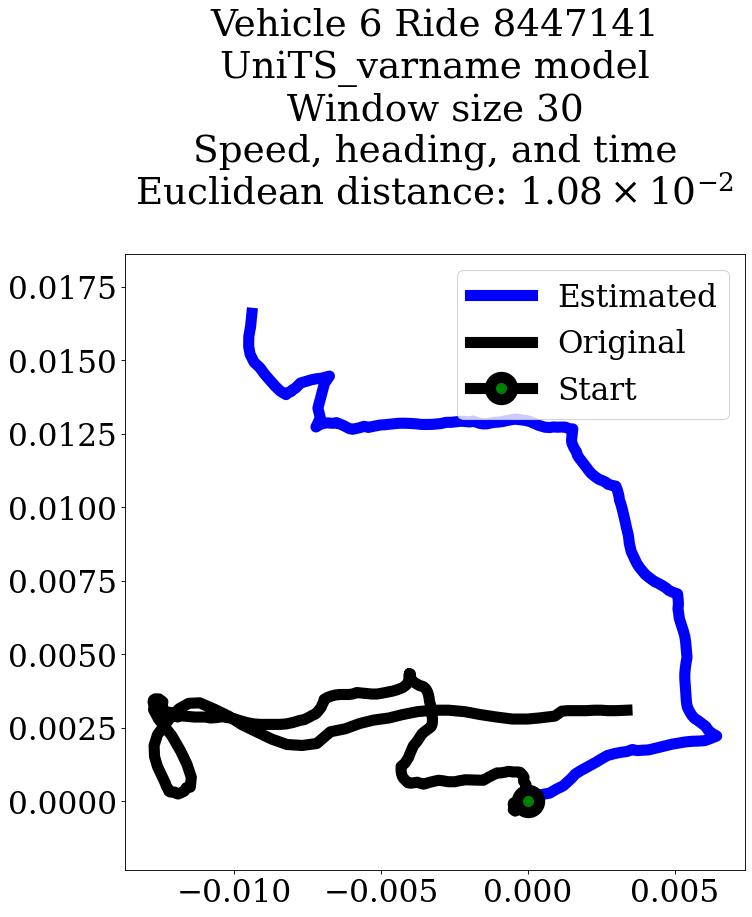 Vehicle 6 Ride 8447141
UniTS_varname model
Window size 30
Speed, heading, and time
Euclidean distance: 1.08 × 10⁻²
Estimated
Original
Start
0.0175
0.0150
0.0125
0.0100
0.0075
0.0050
0.0025
0.0000
−0.010 −0.005 0.000 0.005